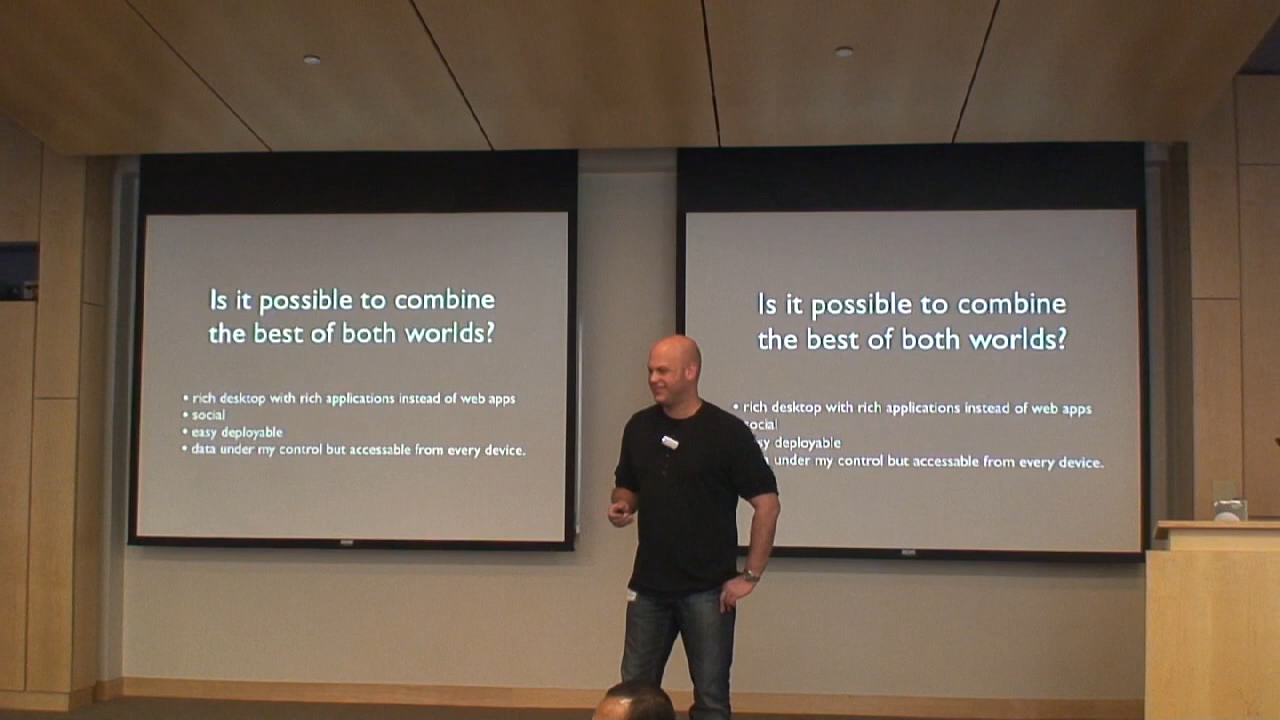 Is it possible to combine
the best of both worlds?
• rich desktop with rich applications instead of web apps
• social
• easy deployable
• data under my control but accessable from every device.
Is it possible to combine
the best of both worlds?
• rich desktop with rich applications instead of web apps
social
deployable
under my control but accessable from every device.